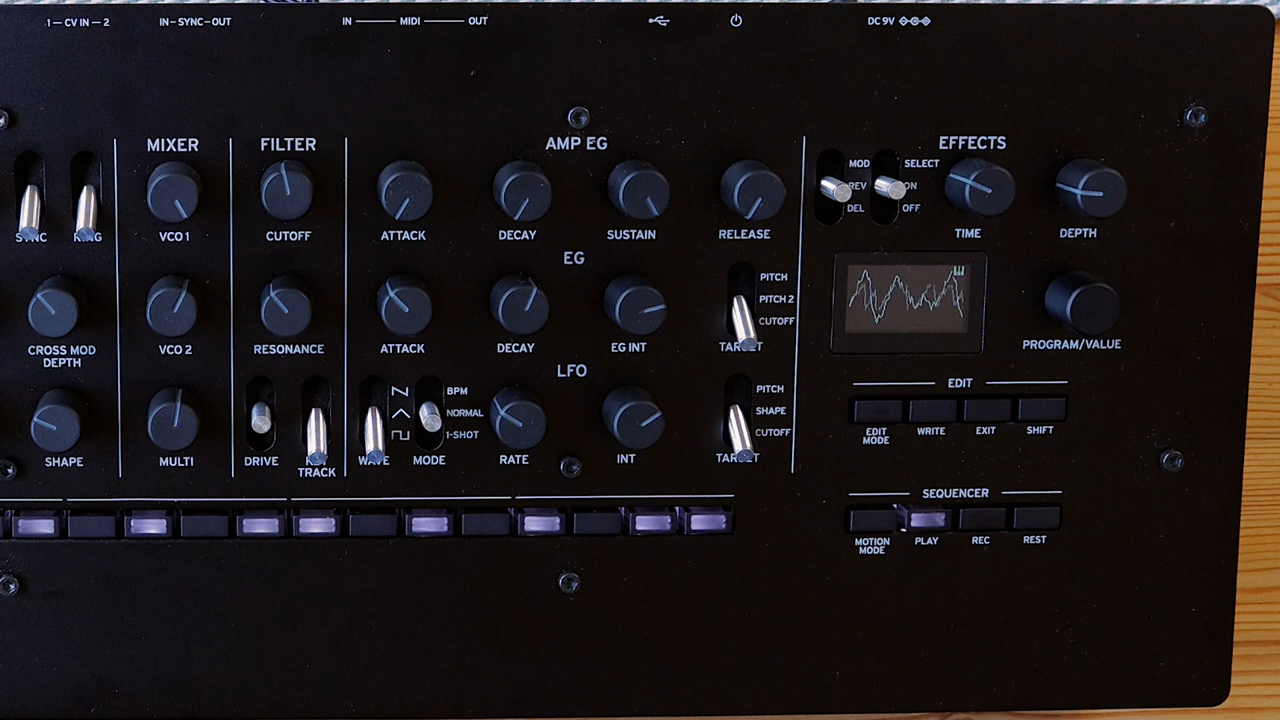 1 — CV IN — 2
IN—SYNC—OUT
IN — MIDI — OUT
DC 9V
MIXER
FILTER
AMP EG
EFFECTS
MOD
REV
DEL
SELECT
ON
OFF
SYNC
RING
VCO 1
CUTOFF
ATTACK
DECAY
SUSTAIN
RELEASE
TIME
DEPTH
EG
PITCH
PITCH 2
CUTOFF
CROSS MOD
DEPTH
VCO 2
RESONANCE
ATTACK
DECAY
EG INT
TARGET
PROGRAM/VALUE
LFO
BPM
NORMAL
1-SHOT
PITCH
SHAPE
CUTOFF
EDIT
EDIT
MODE
WRITE
EXIT
SHIFT
SHAPE
MULTI
DRIVE
KEY
TRACK
WAVE
MODE
RATE
INT
TARGET
SEQUENCER
MOTION
MODE
PLAY
REC
REST